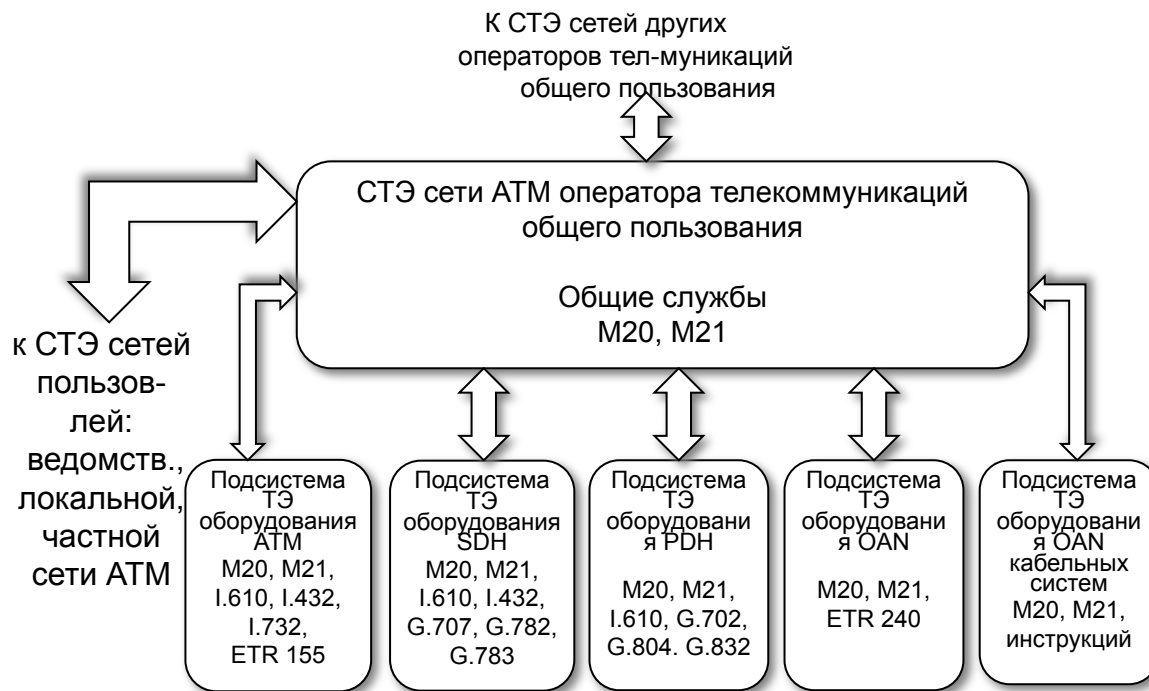 К СТЭ сетей других
операторов тел-муникаций
общего пользования
СТЭ сети АТМ оператора телекоммуникаций
общего пользования
Общие службы
М20, М21
к СТЭ сетей
пользов-
лей:
ведомств.,
локальной,
частной
сети АТМ
Подсистема
ТЭ
оборудования
АТМ
М20, М21,
I.610, I.432,
I.732,
ETR 155
Подсистема
ТЭ
оборудования
SDH
М20, М21,
I.610, I.432,
G.707, G.782,
G.783
Подсистема
ТЭ
оборудовани
я PDH
М20, М21,
I.610, G.702,
G.804. G.832
Подсистема
ТЭ
оборудовани
я OAN
М20, М21,
ETR 240
Подсистема
ТЭ
оборудовани
я OAN
кабельных
систем
М20, М21,
инструкций